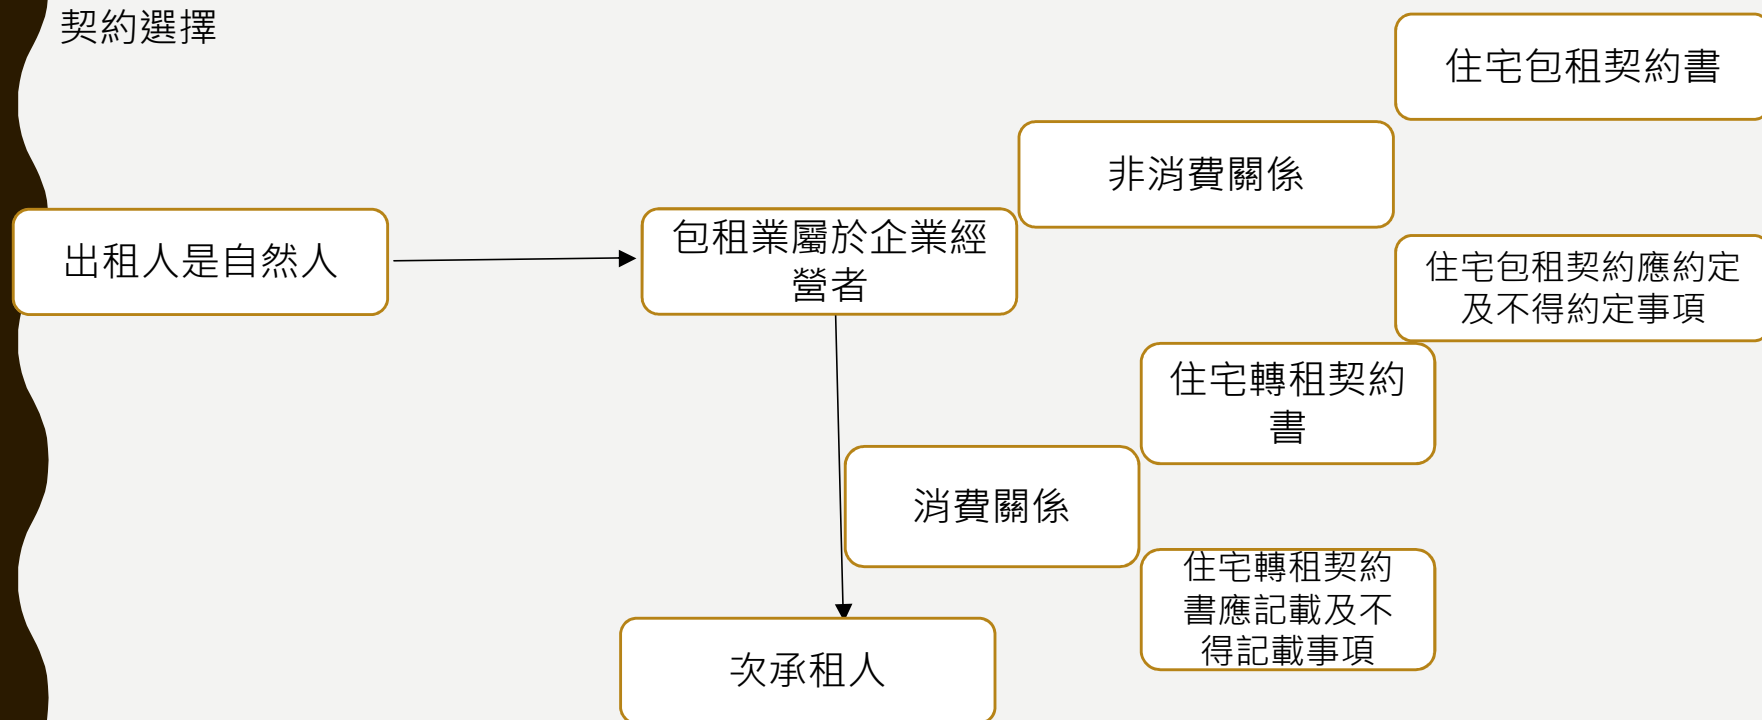 契約選擇
住宅包租契約書
非消費關係
出租人是自然人
包租業屬於企業經
營者
住宅包租契約應約定
及不得約定事項
住宅轉租契約
書
消費關係
住宅轉租契約
書應記載及不
得記載事項
次承租人